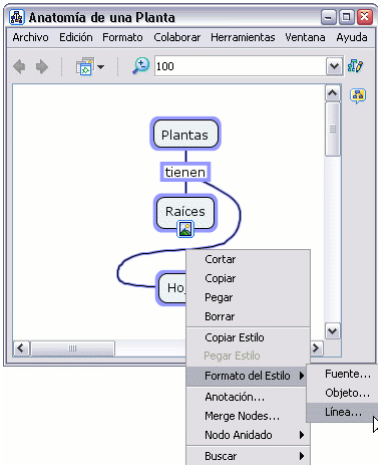 Anatomía de una Planta
Archivo Edición Formato Colaborar Herramientas Ventana Ayuda
100
Plantas
tienen
Raíces
Cortar
Copiar
Pegar
Borrar
Copiar Estilo
Pegar Estilo
Formato del Estilo
Fuente...
Objeto...
Línea...
Anotación...
Merge Nodes...
Nodo Anidado
Buscar